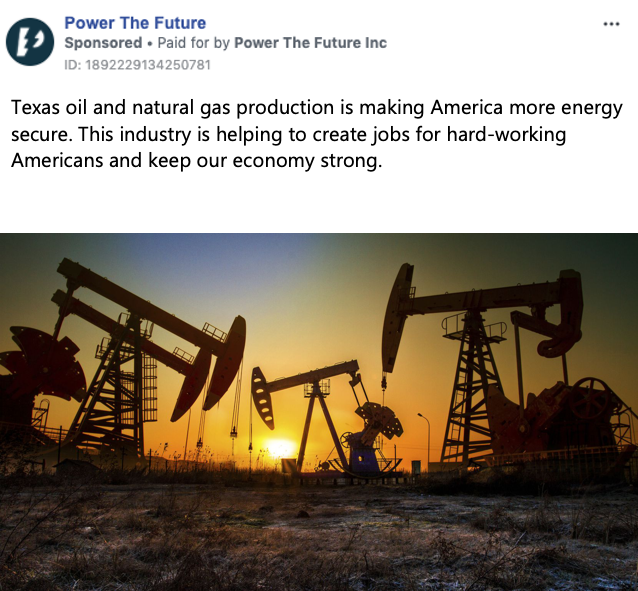 Power The Future
Sponsored • Paid for by Power The Future Inc
ID: 1892229134250781
Texas oil and natural gas production is making America more energy
secure. This industry is helping to create jobs for hard-working
Americans and keep our economy strong.